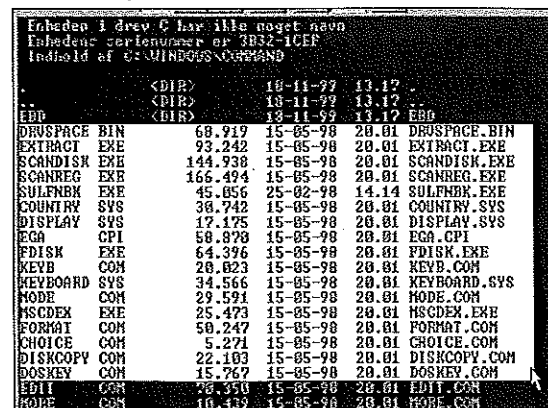 Enheden i drev C har ikke noget navn
Enhedens serienummer er 3B32-1CEF
Indhold af C:\WINDOWS\COMMAND
. <DIR> 18-11-99 13.17 .
.. <DIR> 18-11-99 13.17 ..
EBD <DIR> 18-11-99 13.17 EBD
DRVSPACE BIN 68.919 15-05-98 20.01 DRVSPACE.BIN
EXTRACT EXE 93.242 15-05-98 20.01 EXTRACT.EXE
SCANDISK EXE 144.938 15-05-98 20.01 SCANDISK.EXE
SCANREG EXE 166.494 15-05-98 20.01 SCANREG.EXE
SULFNBK EXE 45.056 25-02-98 14.14 SULFNBK.EXE
COUNTRY SYS 30.742 15-05-98 20.01 COUNTRY.SYS
DISPLAY SYS 17.175 15-05-98 20.01 DISPLAY.SYS
EGA CPI 58.870 15-05-98 20.01 EGA.CPI
FDISK EXE 64.396 15-05-98 20.01 FDISK.EXE
KEYB COM 20.023 15-05-98 20.01 KEYB.COM
KEYBOARD SYS 34.566 15-05-98 20.01 KEYBOARD.SYS
MODE COM 29.591 15-05-98 20.01 MODE.COM
MSCDEX EXE 25.473 15-05-98 20.01 MSCDEX.EXE
FORMAT COM 50.247 15-05-98 20.01 FORMAT.COM
CHOICE COM 5.271 15-05-98 20.01 CHOICE.COM
DISKCOPY COM 22.103 15-05-98 20.01 DISKCOPY.COM
DOSKEY COM 15.767 15-05-98 20.01 DOSKEY.COM
EDIT COM 70.350 15-05-98 20.01 EDIT.COM
MORE COM 10.439 15-05-98 20.01 MORE.COM